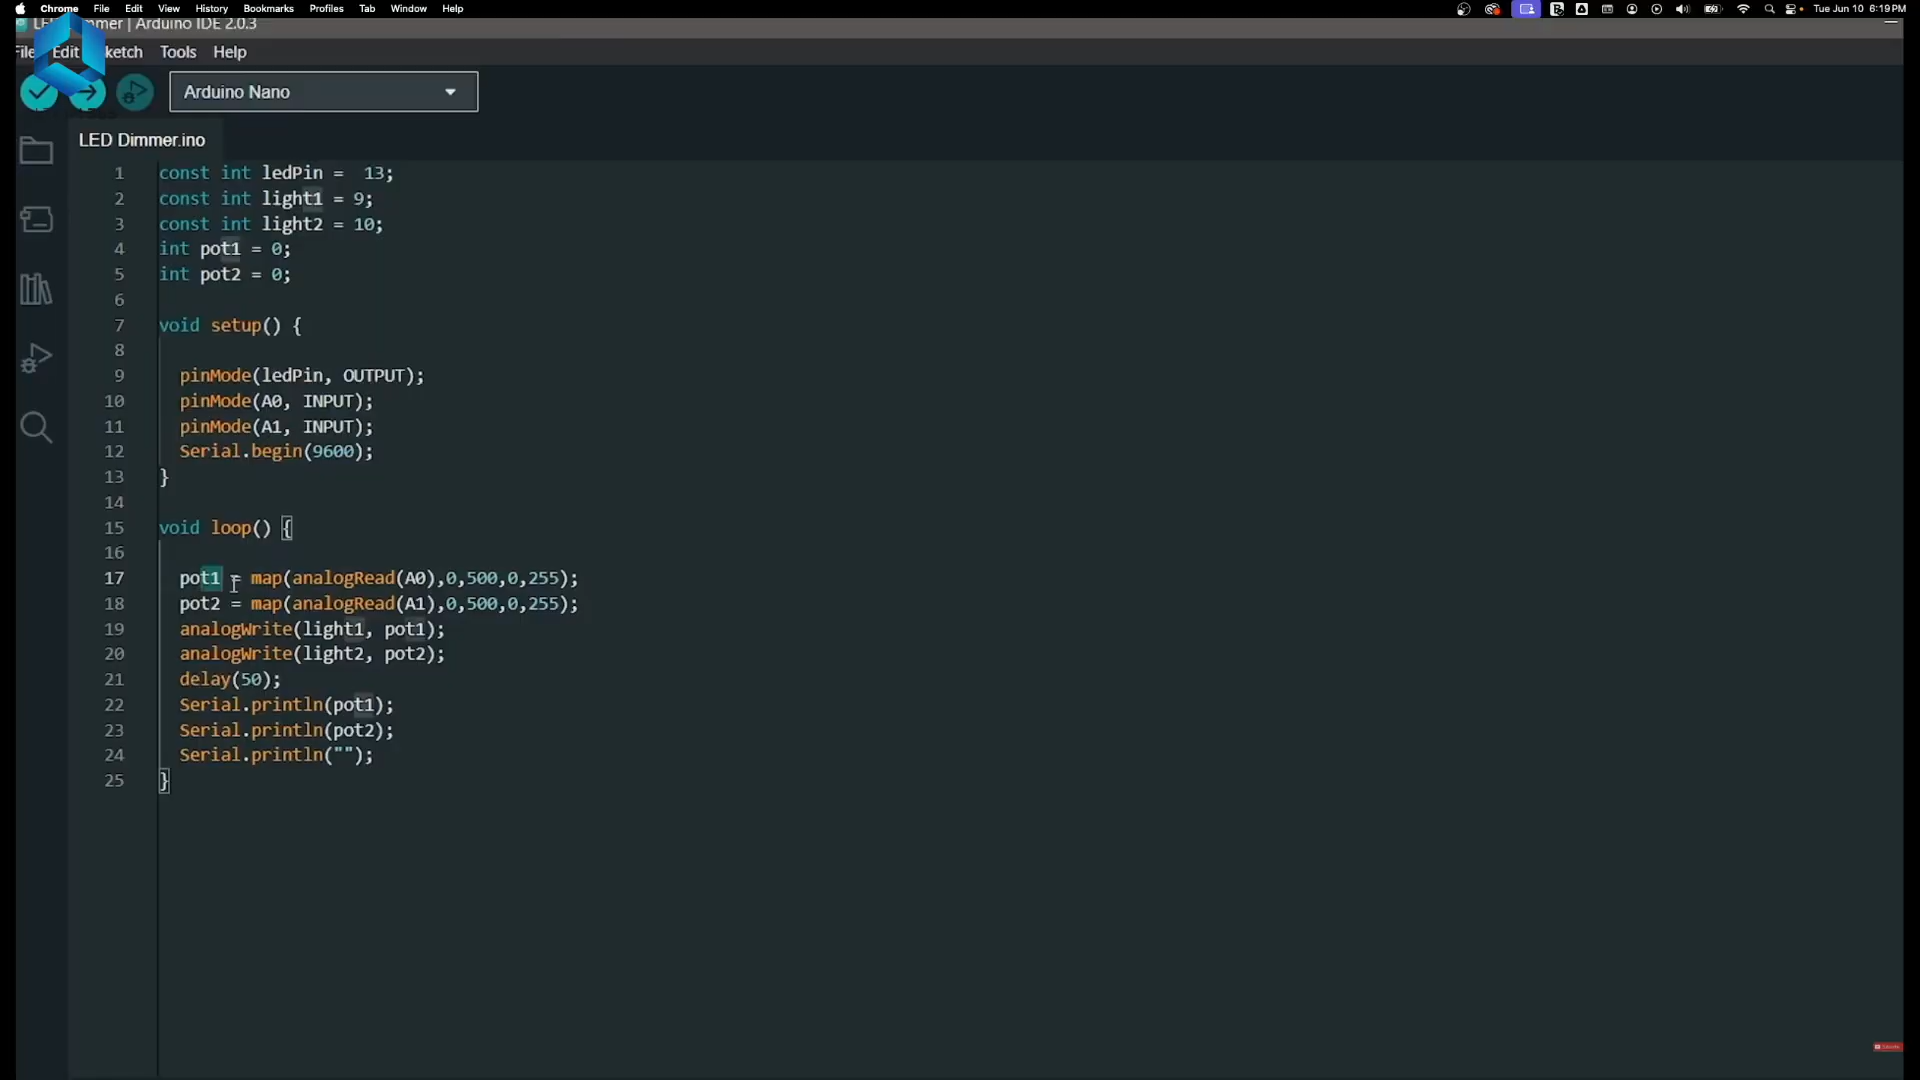 Chrome File Edit View History Bookmarks Profiles Tab Window Help Tue Jun 10 6:19 PM
| Arduino IDE 2.0.3
File Edit Sketch Tools Help
Arduino Nano
LED Dimmer.ino
1 const int ledPin =  13;
2 const int light1 = 9;
3 const int light2 = 10;
4 int pot1 = 0;
5 int pot2 = 0;
6
7 void setup() {
8
9 pinMode(ledPin, OUTPUT);
10 pinMode(A0, INPUT);
11 pinMode(A1, INPUT);
12 Serial.begin(9600);
13 }
14
15 void loop() {
16
17 pot1 = map(analogRead(A0),0,500,0,255);
18 pot2 = map(analogRead(A1),0,500,0,255);
19 analogWrite(light1, pot1);
20 analogWrite(light2, pot2);
21 delay(50);
22 Serial.println(pot1);
23 Serial.println(pot2);
24 Serial.println("");
25 }
Subscribe